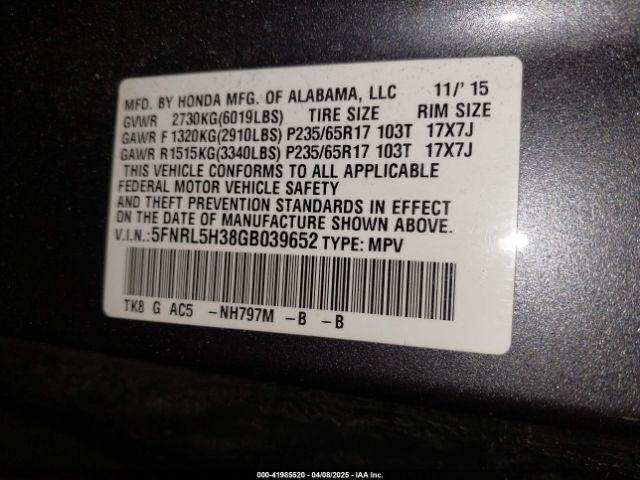 MFD. BY HONDA MFG. OF ALABAMA, LLC 11/'15
GVWR 2730KG(6019LBS) TIRE SIZE RIM SIZE
GAWR F 1320KG(2910LBS) P235/65R17 103T 17X7J
GAWR R1515KG(3340LBS) P235/65R17 103T 17X7J
THIS VEHICLE CONFORMS TO ALL APPLICABLE
FEDERAL MOTOR VEHICLE SAFETY
AND THEFT PREVENTION STANDARDS IN EFFECT
ON THE DATE OF MANUFACTURE SHOWN ABOVE.
V.I.N.:5FNRL5H38GB039652 TYPE: MPV
TK8 G AC5 -NH797M -B -B
000-41985520 04/08/2025 IAA Inc.